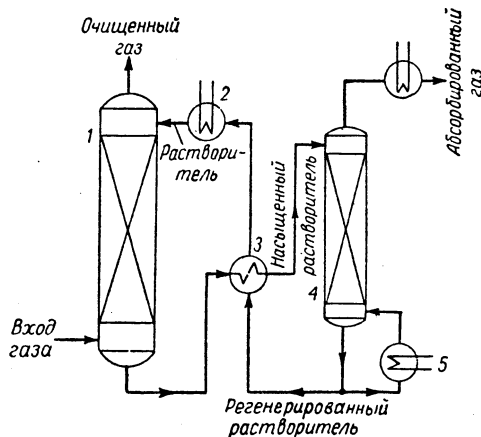 Очищенный
газ
2
1
Раствори-
тель
Абсорбированный
газ
Насыщенный
растворитель
3
4
Вход
газа
5
Регенерированный
растворитель